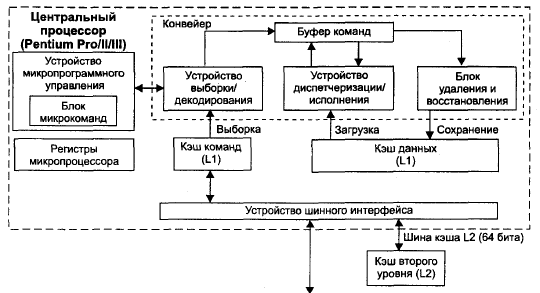 Центральный
процессор
(Pentium Pro/II/III)
Конвейер
Буфер команд
Устройство
микропрограммного
управления
Блок
микрокоманд
Устройство
выборки/
декодирования
Устройство
диспетчеризации/
исполнения
Блок
удаления и
восстановления
Выборка
Загрузка
Сохранение
Регистры
микропроцессора
Кэш команд
(L1)
Кэш данных
(L1)
Устройство шинного интерфейса
Шина кэша L2 (64 бита)
Кэш второго
уровня (L2)